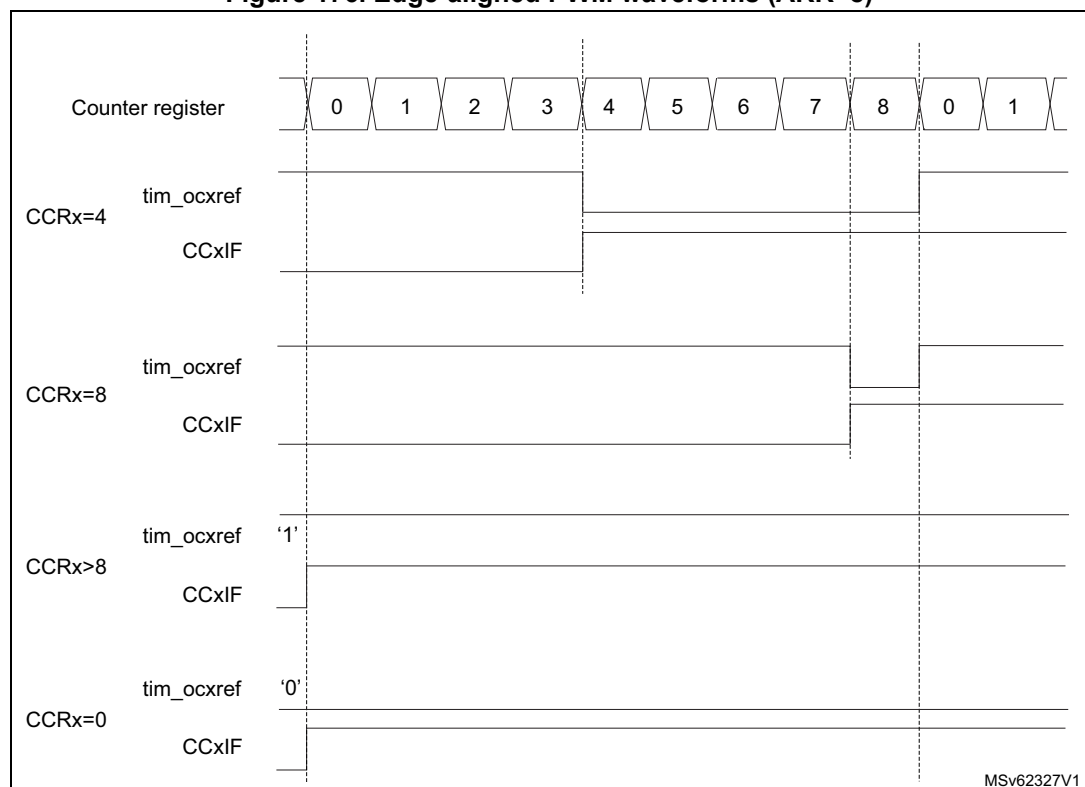 Counter register 0 1 2 3 4 5 6 7 8 0 1
tim_ocxref
CCRx=4
CCxIF
tim_ocxref
CCRx=8
CCxIF
tim_ocxref ‘1’
CCRx>8
CCxIF
tim_ocxref ‘0’
CCRx=0
CCxIF
MSv62327V1